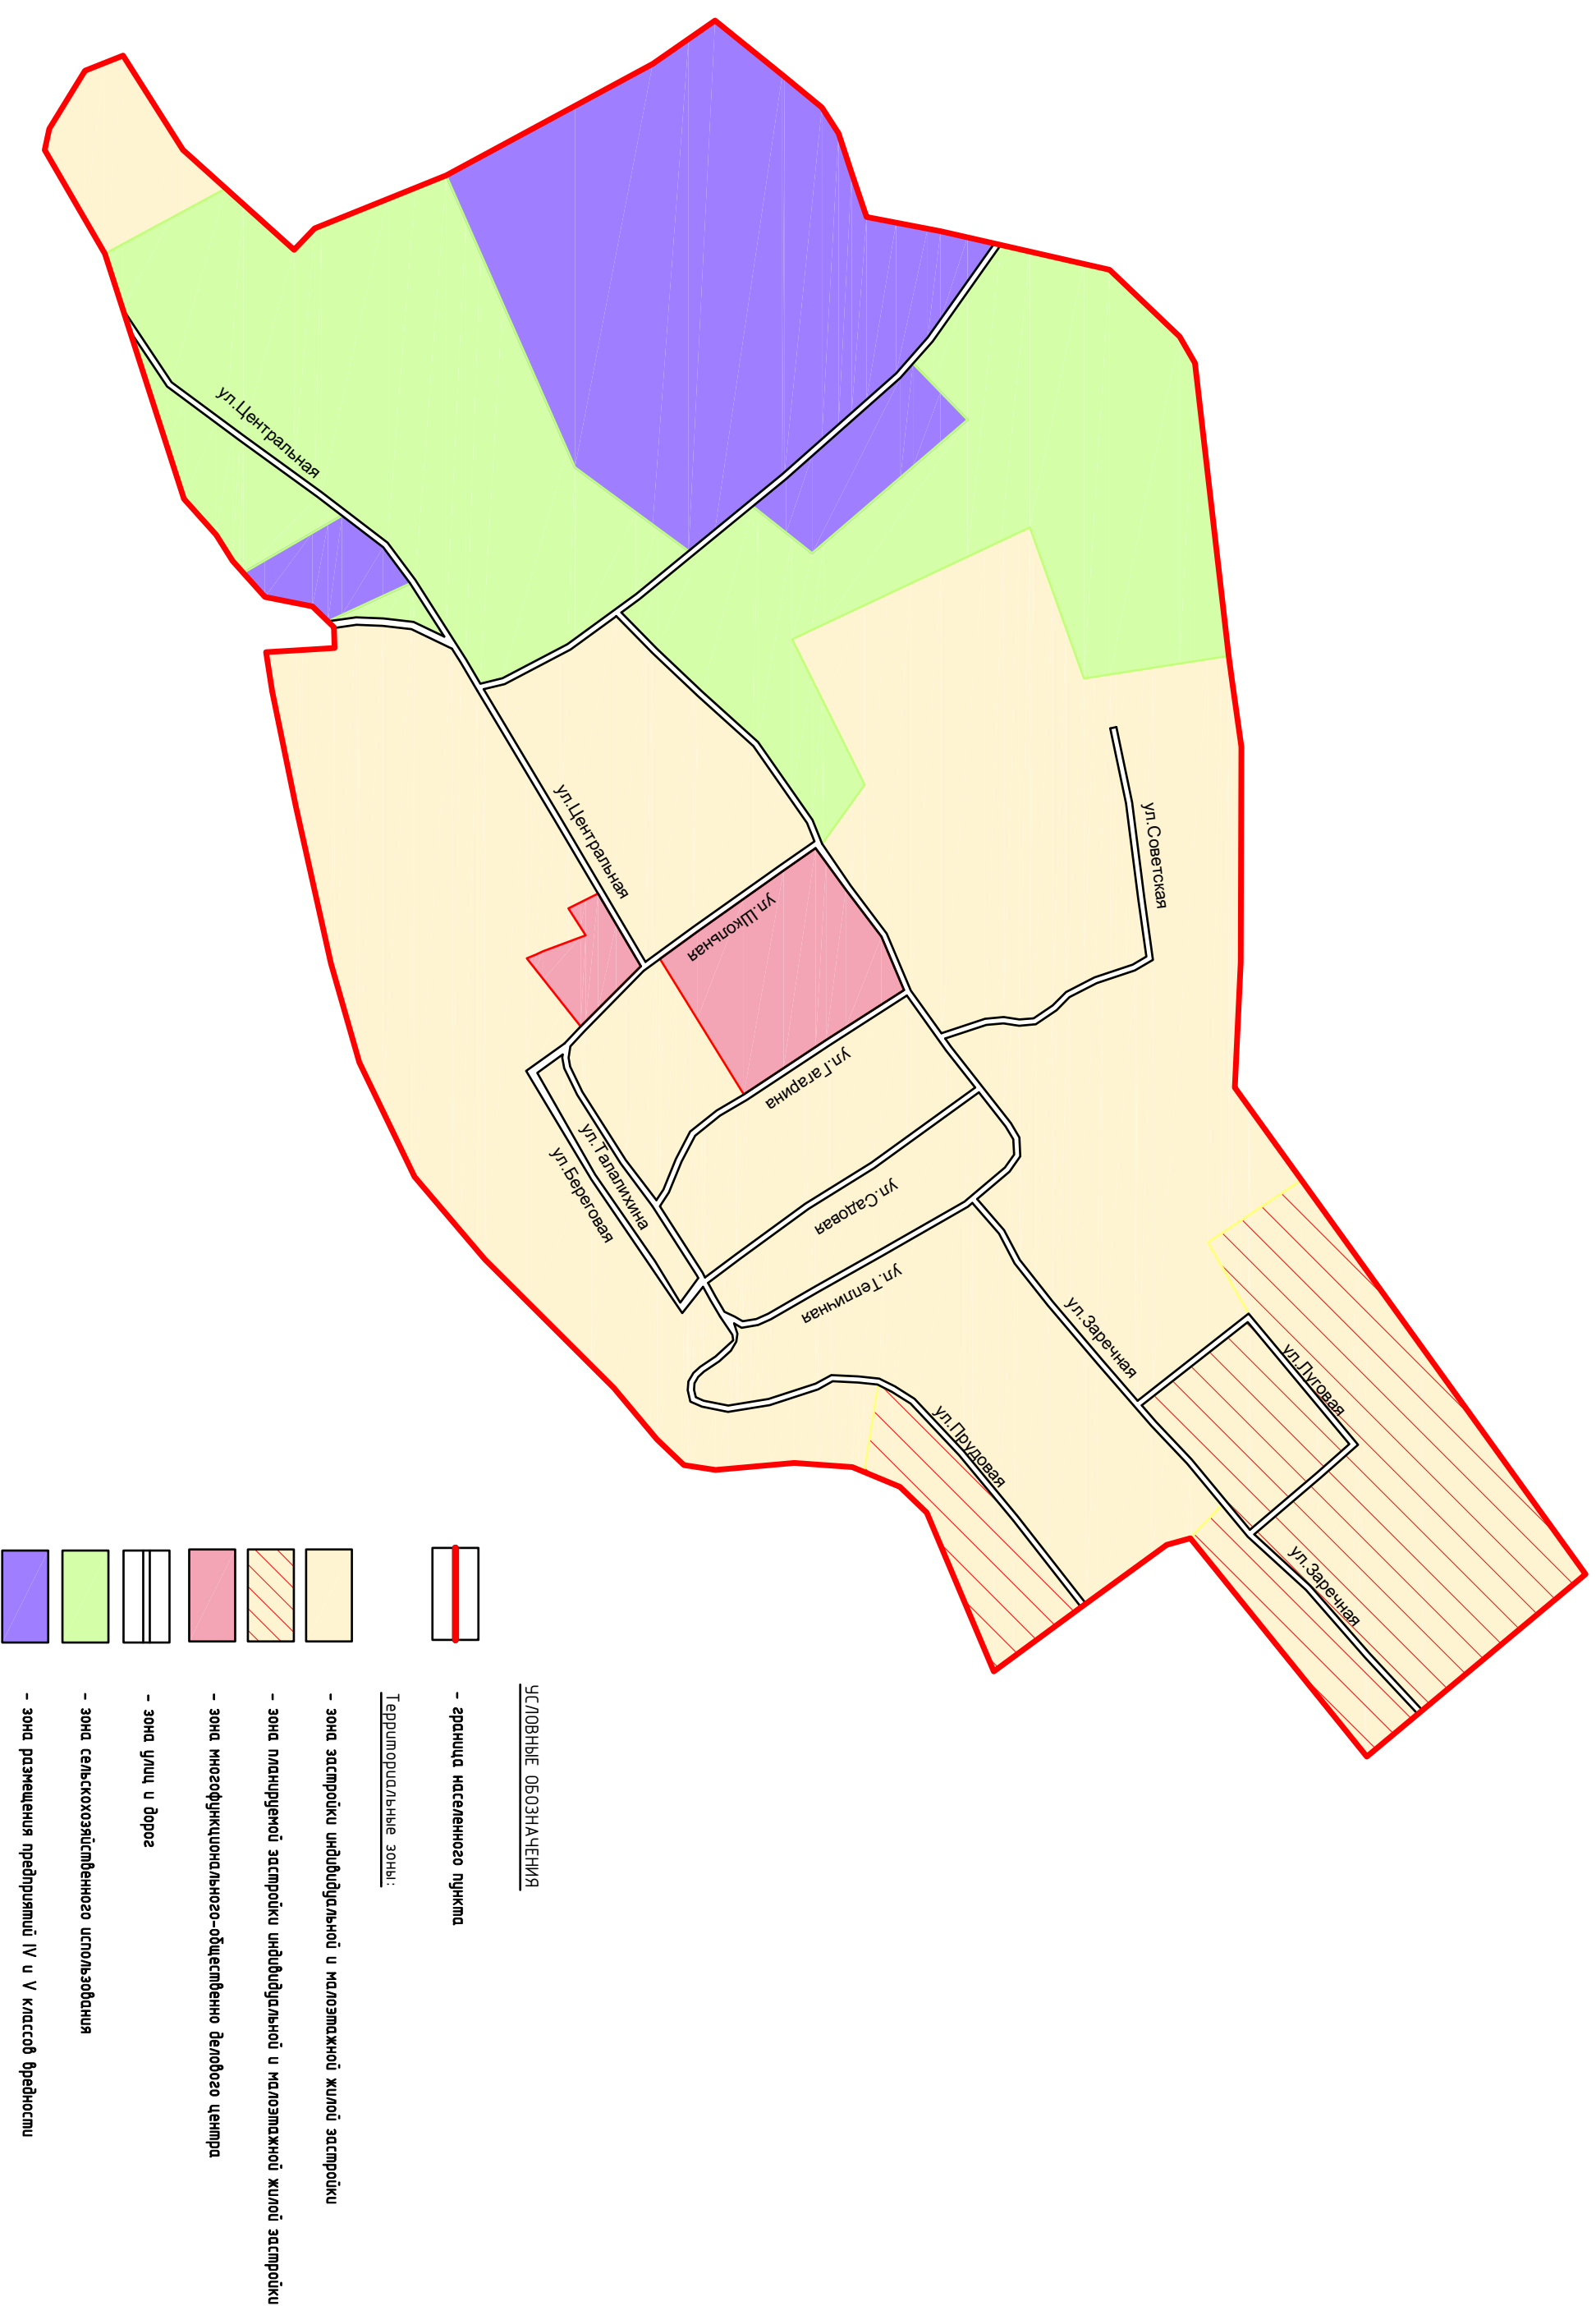 ул.Центральная
ул.Центральная
ул.Школьная
ул.Советская
ул.Гагарина
ул.Талалихина
ул.Береговая
ул.Садовая
ул.Тепличная
ул.Заречная
ул.Луговая
ул.Прудовая
ул.Заречная
УСЛОВНЫЕ ОБОЗНАЧЕНИЯ
- граница населенного пункта
Территориальные зоны:
- зона застройки индивидуальной и малоэтажной жилой застройки
- зона планируемой застройки индивидуальной и малоэтажной жилой застройки
- зона многофункционального-общественно делового центра
- зона улиц и дорог
- зона сельскохозяйственного использования
- зона размещения предприятий IV и V классов вредности